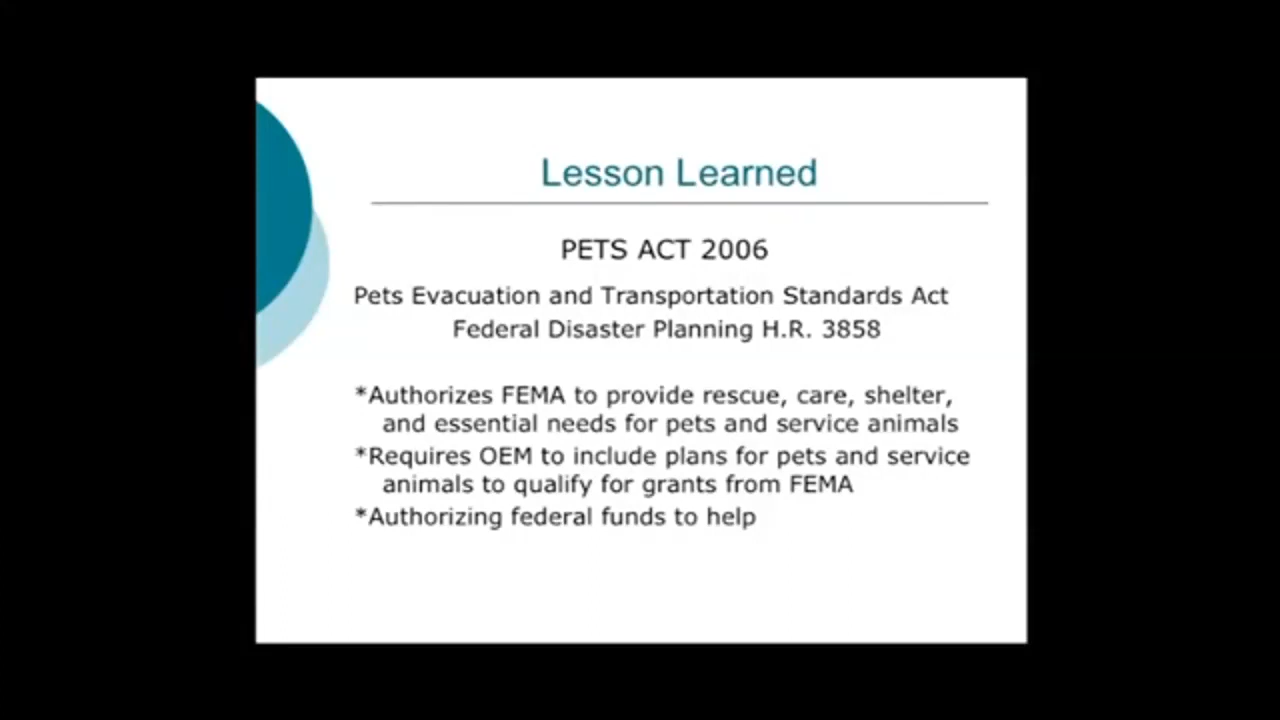 Lesson Learned
PETS ACT 2006
Pets Evacuation and Transportation Standards Act
Federal Disaster Planning H.R. 3858
*Authorizes FEMA to provide rescue, care, shelter,
and essential needs for pets and service animals
*Requires OEM to include plans for pets and service
animals to qualify for grants from FEMA
*Authorizing federal funds to help